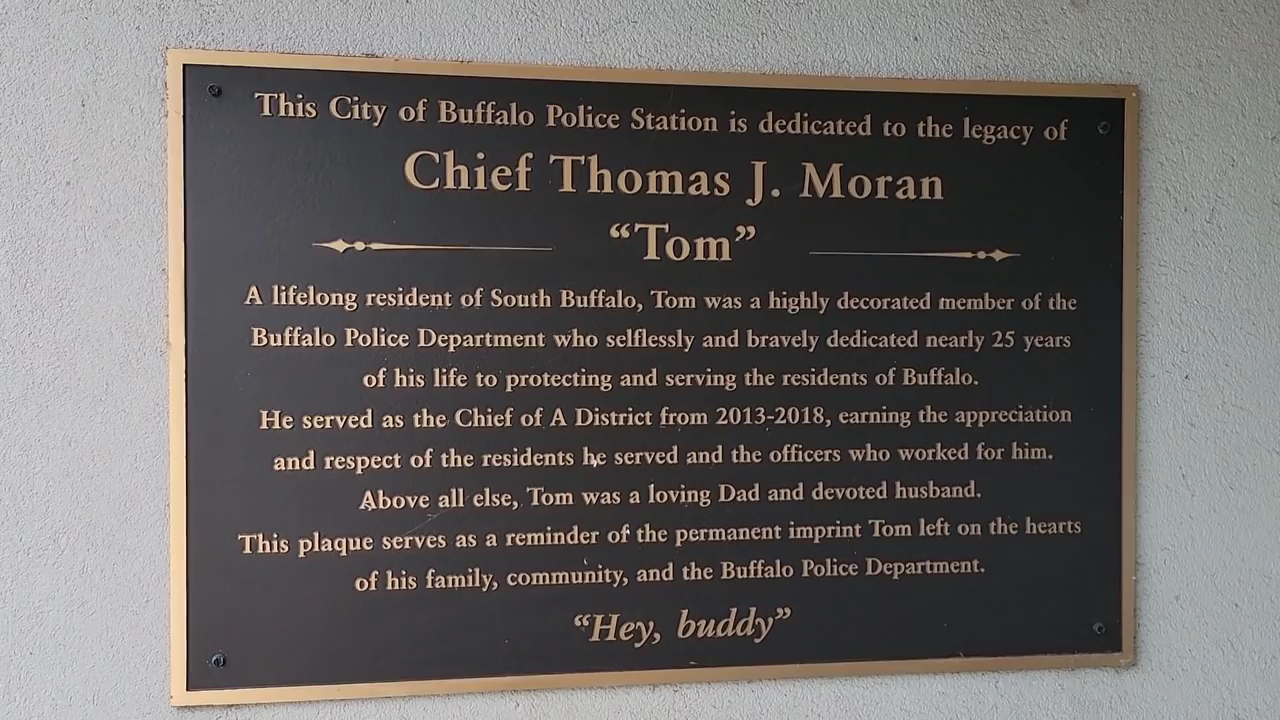 This City of Buffalo Police Station is dedicated to the legacy of
Chief Thomas J. Moran
“Tom”
A lifelong resident of South Buffalo, Tom was a highly decorated member of the
Buffalo Police Department who selflessly and bravely dedicated nearly 25 years
of his life to protecting and serving the residents of Buffalo.
He served as the Chief of A District from 2013-2018, earning the appreciation
and respect of the residents he served and the officers who worked for him.
Above all else, Tom was a loving Dad and devoted husband.
This plaque serves as a reminder of the permanent imprint Tom left on the hearts
of his family, community, and the Buffalo Police Department.
“Hey, buddy”